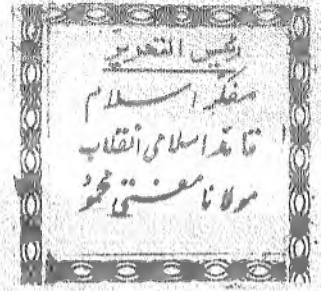 رئیس التحریر
مفکر اسلام
قائد اسلامی انقلاب
مولانا مفتی محمود